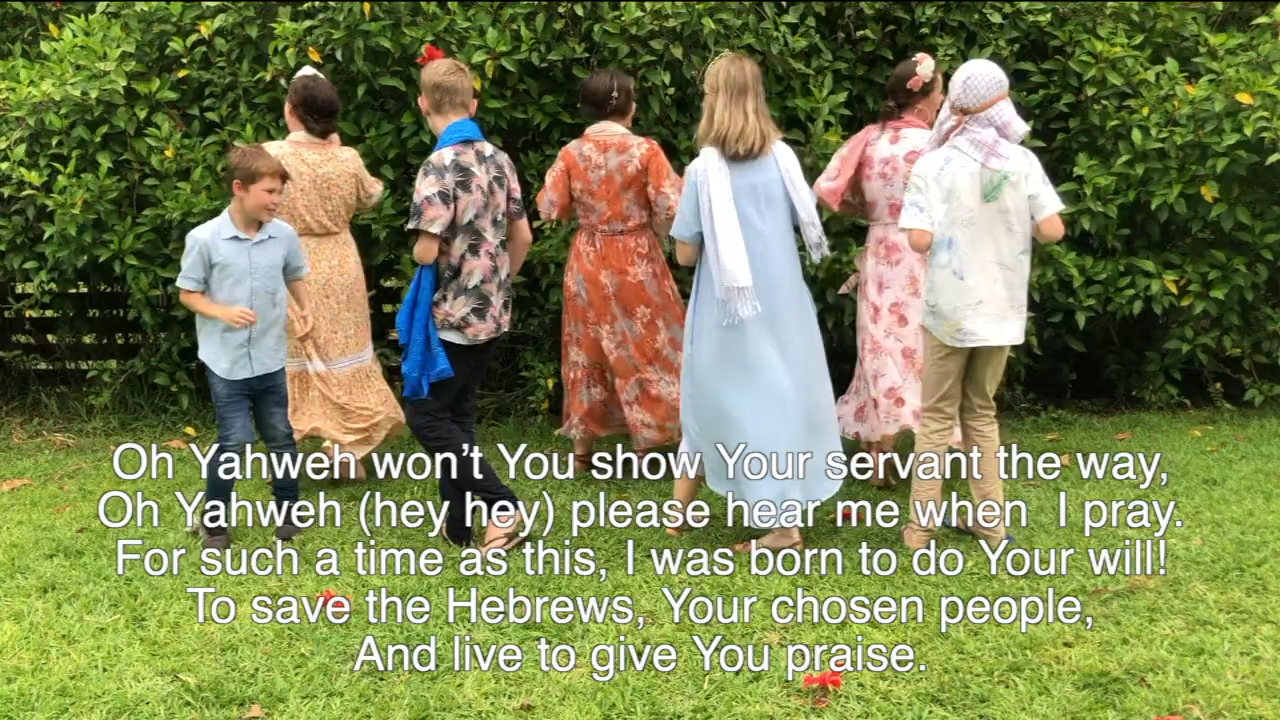 Oh Yahweh won't You show Your servant the way,
Oh Yahweh (hey hey) please hear me when  I pray.
For such a time as this, I was born to do Your will!
To save the Hebrews, Your chosen people,
And live to give You praise.